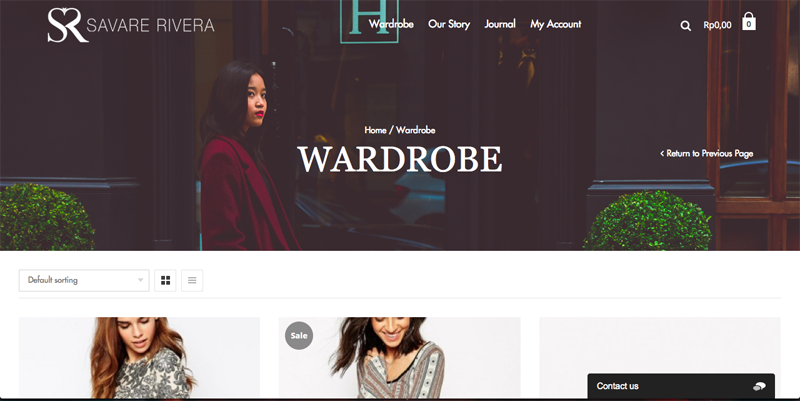 SR SAVARE RIVERA
H
Wardrobe Our Story Journal My Account
Rp0,00 0
Home / Wardrobe
WARDROBE
< Return to Previous Page
Default sorting
Sale
Contact us